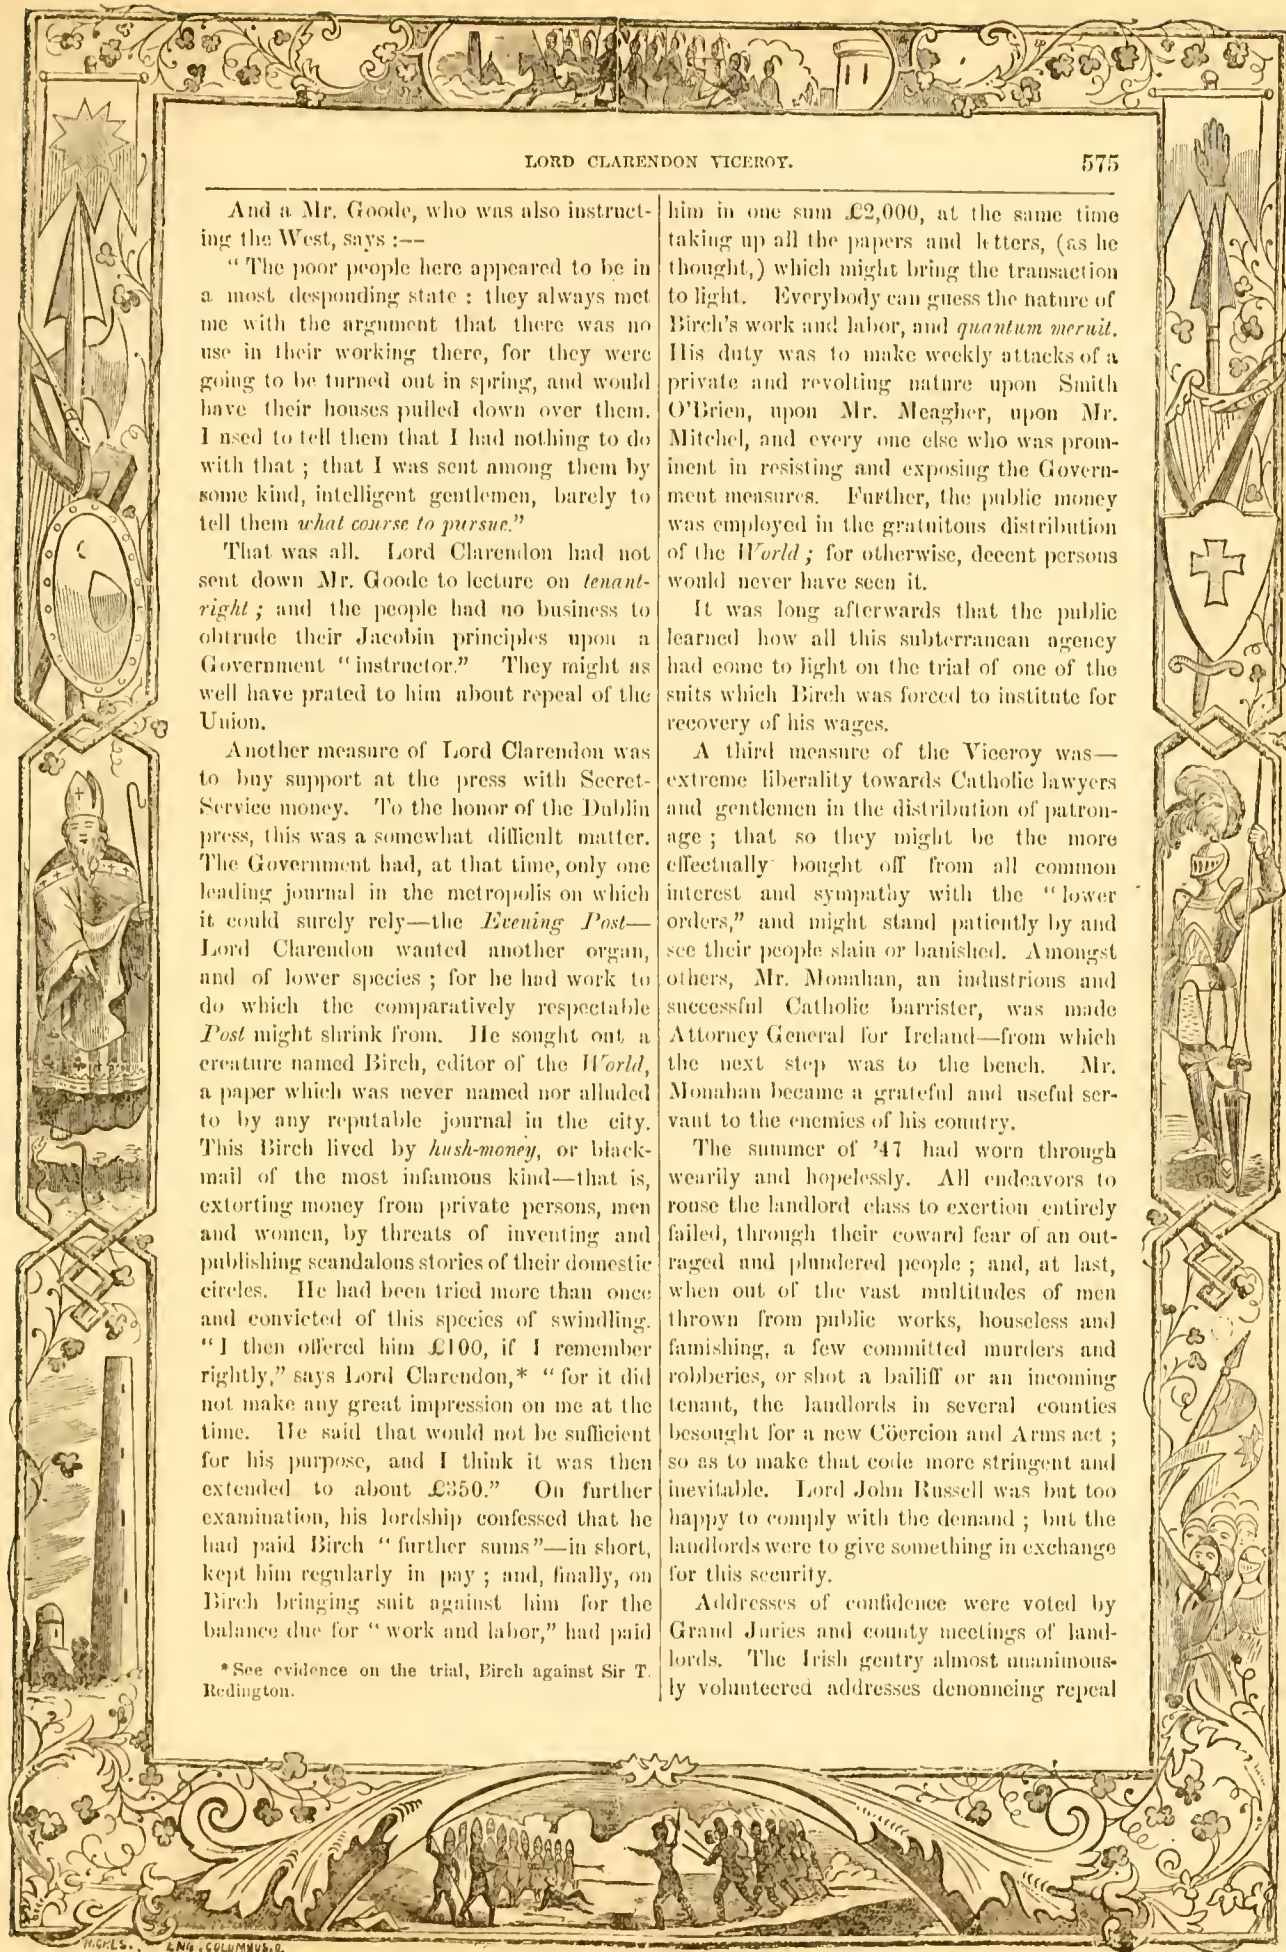 LORD CLARENDON VICEROY. 575
And a Mr. Goode, who was also instruct-
ing the West, says :—
“ The poor people here appeared to be in
a most desponding state : they always met
me with the argument that there was no
use in their working there, for they were
going to be turned out in spring, and would
have their houses pulled down over them.
I used to tell them that I had nothing to do
with that ; that I was sent among them by
some kind, intelligent gentlemen, barely to
tell them what course to pursue.”
That was all. Lord Clarendon had not
sent down Mr. Goode to lecture on tenant-
right ; and the people had no business to
obtrude their Jacobin principles upon a
Government “ instructor.” They might as
well have prated to him about repeal of the
Union.
Another measure of Lord Clarendon was
to buy support at the press with Secret-
Service money. To the honor of the Dublin
press, this was a somewhat difficult matter.
The Government had, at that time, only one
leading journal in the metropolis on which
it could surely rely—the Evening Post—
Lord Clarendon wanted another organ,
and of lower species ; for he had work to
do which the comparatively respectable
Post might shrink from. He sought out a
creature named Birch, editor of the World,
a paper which was never named nor alluded
to by any reputable journal in the city.
This Birch lived by hush-money, or black-
mail of the most infamous kind—that is,
extorting money from private persons, men
and women, by threats of inventing and
publishing scandalous stories of their domestic
circles. He had been tried more than once
and convicted of this species of swindling.
“ I then offered him £100, if I remember
rightly,” says Lord Clarendon,* “ for it did
not make any great impression on me at the
time. He said that would not be sufficient
for his purpose, and I think it was then
extended to about £350.” On further
examination, his lordship confessed that he
had paid Birch “ further sums ”—in short,
kept him regularly in pay ; and, finally, on
Birch bringing suit against him for the
balance due for “ work and labor,” had paid
* See evidence on the trial, Birch against Sir T.
Redington.
him in one sum £2,000, at the same time
taking up all the papers and letters, (as he
thought,) which might bring the transaction
to light. Everybody can guess the nature of
Birch’s work and labor, and quantum meruit.
His duty was to make weekly attacks of a
private and revolting nature upon Smith
O’Brien, upon Mr. Meagher, upon Mr.
Mitchel, and every one else who was prom-
inent in resisting and exposing the Govern-
ment measures. Further, the public money
was employed in the gratuitous distribution
of the World ; for otherwise, decent persons
would never have seen it.
It was long afterwards that the public
learned how all this subterranean agency
had come to light on the trial of one of the
suits which Birch was forced to institute for
recovery of his wages.
A third measure of the Viceroy was—
extreme liberality towards Catholic lawyers
and gentlemen in the distribution of patron-
age ; that so they might be the more
effectually bought off from all common
interest and sympathy with the “ lower
orders,” and might stand patiently by and
see their people slain or banished. Amongst
others, Mr. Monahan, an industrious and
successful Catholic barrister, was made
Attorney General for Ireland—from which
the next step was to the bench. Mr.
Monahan became a grateful and useful ser-
vant to the enemies of his country.
The summer of ’47 had worn through
wearily and hopelessly. All endeavors to
rouse the landlord class to exertion entirely
failed, through their coward fear of an out-
raged and plundered people ; and, at last,
when out of the vast multitudes of men
thrown from public works, houseless and
famishing, a few committed murders and
robberies, or shot a bailiff or an incoming
tenant, the landlords in several counties
besought for a new Cöercion and Arms act ;
so as to make that code more stringent and
inevitable. Lord John Russell was but too
happy to comply with the demand ; but the
landlords were to give something in exchange
for this security.
Addresses of confidence were voted by
Grand Juries and county meetings of land-
lords. The Irish gentry almost unanimous-
ly volunteered addresses denouncing repeal
ENG. COLUMBUS. O.